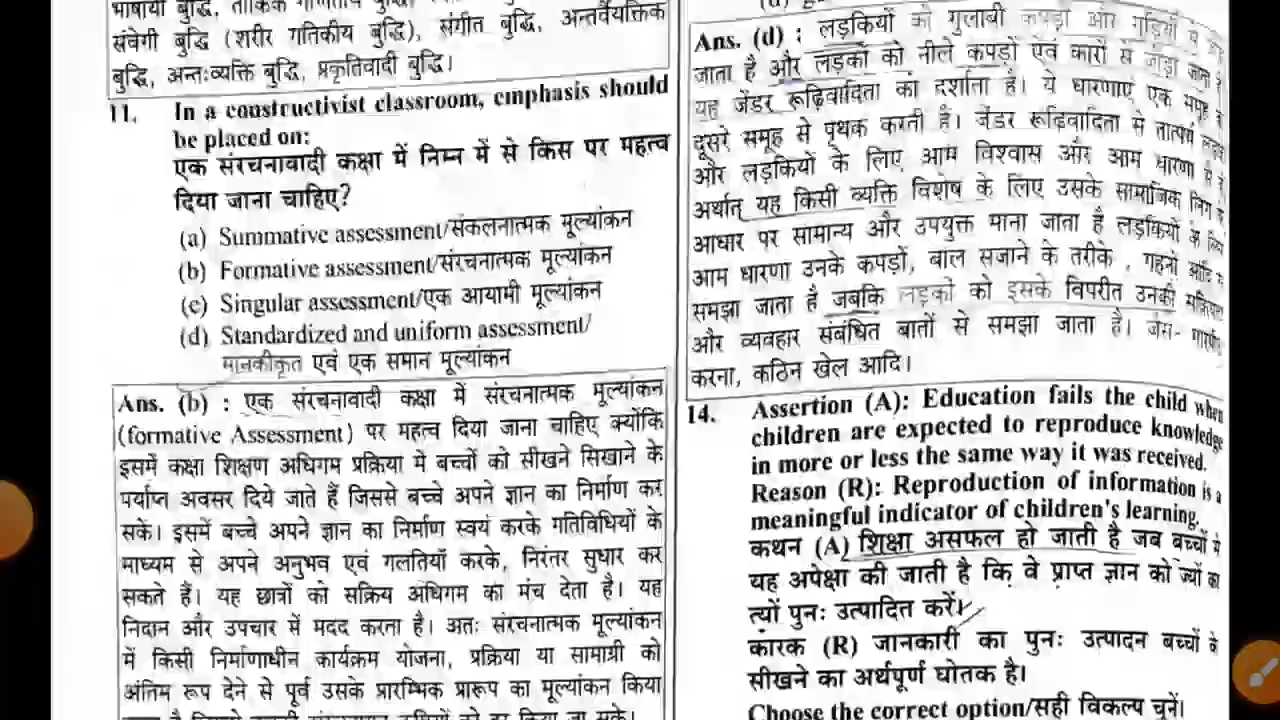 भाषायी बुद्धि, तार्किक गणितीय बुद्धि,
संवेगी बुद्धि (शरीर गतिकीय बुद्धि), संगीत बुद्धि, अन्तर्वैयक्तिक
बुद्धि, अन्तःव्यक्ति बुद्धि, प्रकृतिवादी बुद्धि।
11. In a constructivist classroom, emphasis should
be placed on:
एक संरचनावादी कक्षा में निम्न में से किस पर महत्व
दिया जाना चाहिए?
(a) Summative assessment/संकलनात्मक मूल्यांकन
(b) Formative assessment/संरचनात्मक मूल्यांकन
(c) Singular assessment/एक आयामी मूल्यांकन
(d) Standardized and uniform assessment/
मानकीकृत एवं एक समान मूल्यांकन
Ans. (b) : एक संरचनावादी कक्षा में संरचनात्मक मूल्यांकन
(formative Assessment) पर महत्व दिया जाना चाहिए क्योंकि
इसमें कक्षा शिक्षण अधिगम प्रक्रिया में बच्चों को सीखने सिखाने के
पर्याप्त अवसर दिये जाते हैं जिससे बच्चे अपने ज्ञान का निर्माण कर
सकें। इसमें बच्चे अपने ज्ञान का निर्माण स्वयं करके गतिविधियों के
माध्यम से अपने अनुभव एवं गलतियाँ करके, निरंतर सुधार कर
सकते हैं। यह छात्रों को सक्रिय अधिगम का मंच देता है। यह
निदान और उपचार में मदद करता है। अतः संरचनात्मक मूल्यांकन
में किसी निर्माणाधीन कार्यक्रम योजना, प्रक्रिया या सामाग्री को
अंतिम रूप देने से पूर्व उसके प्रारम्भिक प्रारूप का मूल्यांकन किया
Ans. (d) : लड़कियों को गुलाबी कपड़ों और गुड़ियों से
जाता है और लड़कों को नीले कपड़ों एवं कारों से जोड़ा जाना है
यह जेंडर रूढ़िवादिता को दर्शाता है। ये धारणाएं एक समूह को
दूसरे समूह से पृथक करती है। जेंडर रूढ़िवादिता से तात्पर्य लड़कों
और लड़कियों के लिए आम विश्वास और आम धारणा से है
अर्थात् यह किसी व्यक्ति विशेष के लिए उसके सामाजिक लिंग के
आधार पर सामान्य और उपयुक्त माना जाता है लड़कियों के लिये
आम धारणा उनके कपड़ों, बाल सजाने के तरीके , गहनों आदि से
समझा जाता है जबकि लड़कों को इसके विपरीत उनकी सक्रियता
और व्यवहार संबंधित बातों से समझा जाता है। जैसे-
करना, कठिन खेल आदि।
14. Assertion (A): Education fails the child when
children are expected to reproduce knowledge
in more or less the same way it was received.
Reason (R): Reproduction of information is a
meaningful indicator of children's learning.
कथन (A) शिक्षा असफल हो जाती है जब बच्चों से
यह अपेक्षा की जाती है कि वे प्राप्त ज्ञान को ज्यों का
त्यों पुनः उत्पादित करें।
कारक (R) जानकारी का पुनः उत्पादन बच्चों के
सीखने का अर्थपूर्ण घोतक है।
Choose the correct option/सही विकल्प चुनें।